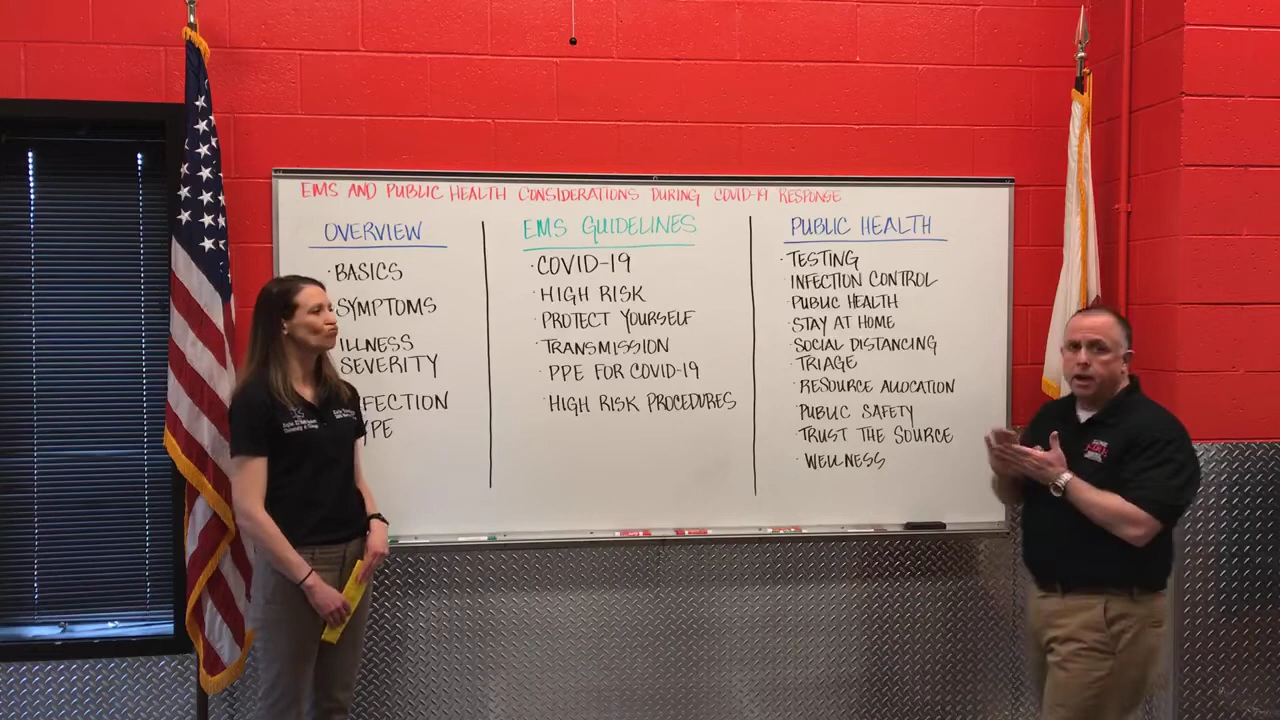 EMS AND PUBLIC HEALTH CONSIDERATIONS DURING COVID-19 RESPONSE
OVERVIEW
· BASICS
SYMPTOMS
ILLNESS
SEVERITY
FECTION
YPE
EMS GUIDELINES
· COVID-19
· HIGH RISK
· PROTECT YOURSELF
· TRANSMISSION
· PPE FOR COVID-19
· HIGH RISK PROCEDURES
PUBLIC HEALTH
· TESTING
· INFECTION CONTROL
· PUBLIC HEALTH
· STAY AT HOME
· SOCIAL DISTANCING
· TRIAGE
· RESOURCE ALLOCATION
· PUBLIC SAFETY
· TRUST THE SOURCE
· WELLNESS